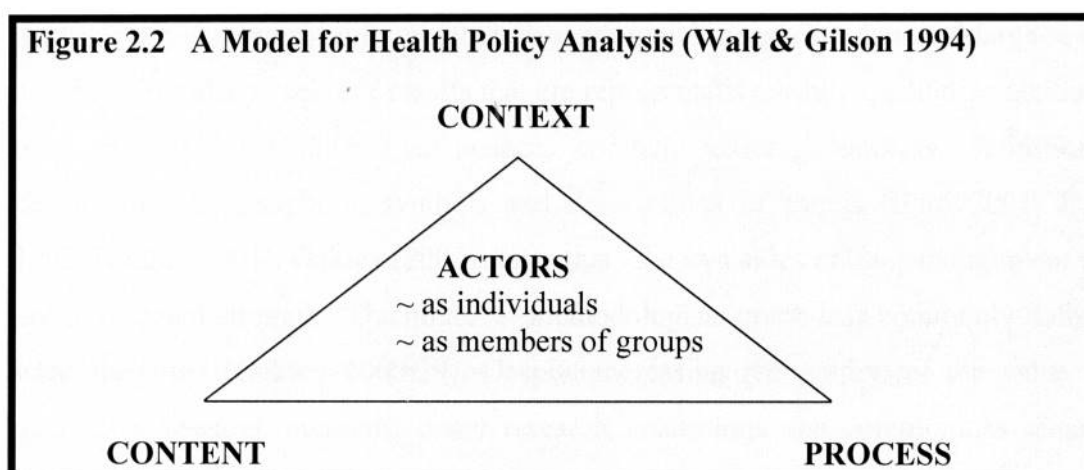 Figure 2.2 A Model for Health Policy Analysis (Walt & Gilson 1994)
CONTEXT
ACTORS
~ as individuals
~ as members of groups
CONTENT PROCESS